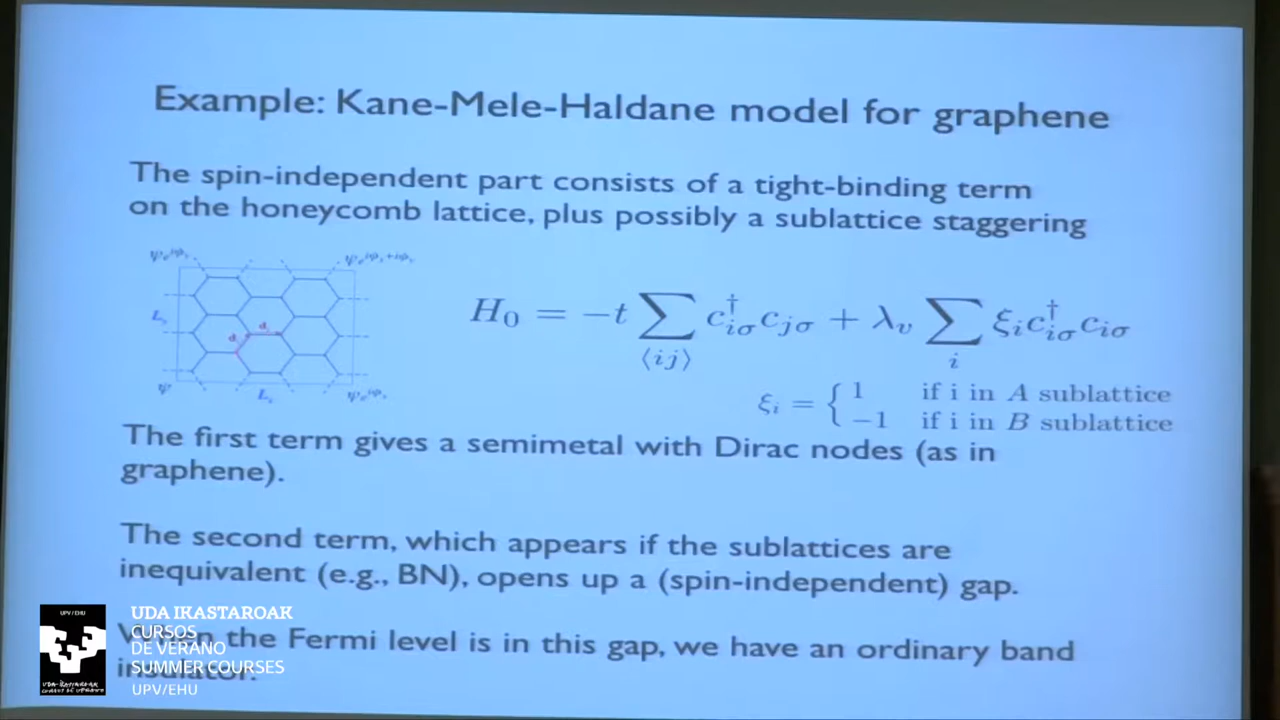 Example: Kane-Mele-Haldane model for graphene
The spin-independent part consists of a tight-binding term
on the honeycomb lattice, plus possibly a sublattice staggering
H₀ = −t ∑ c†iσ cjσ + λv ∑ ξi c†iσ ciσ
⟨ij⟩ i
ξi = { 1 if i in A sublattice
−1 if i in B sublattice
The first term gives a semimetal with Dirac nodes (as in
graphene).
The second term, which appears if the sublattices are
inequivalent (e.g., BN), opens up a (spin-independent) gap.
the Fermi level is in this gap, we have an ordinary band
insulator.
UPV/EHU
UDA IKASTAROAK
CURSOS
DE VERANO
SUMMER COURSES
UPV/EHU